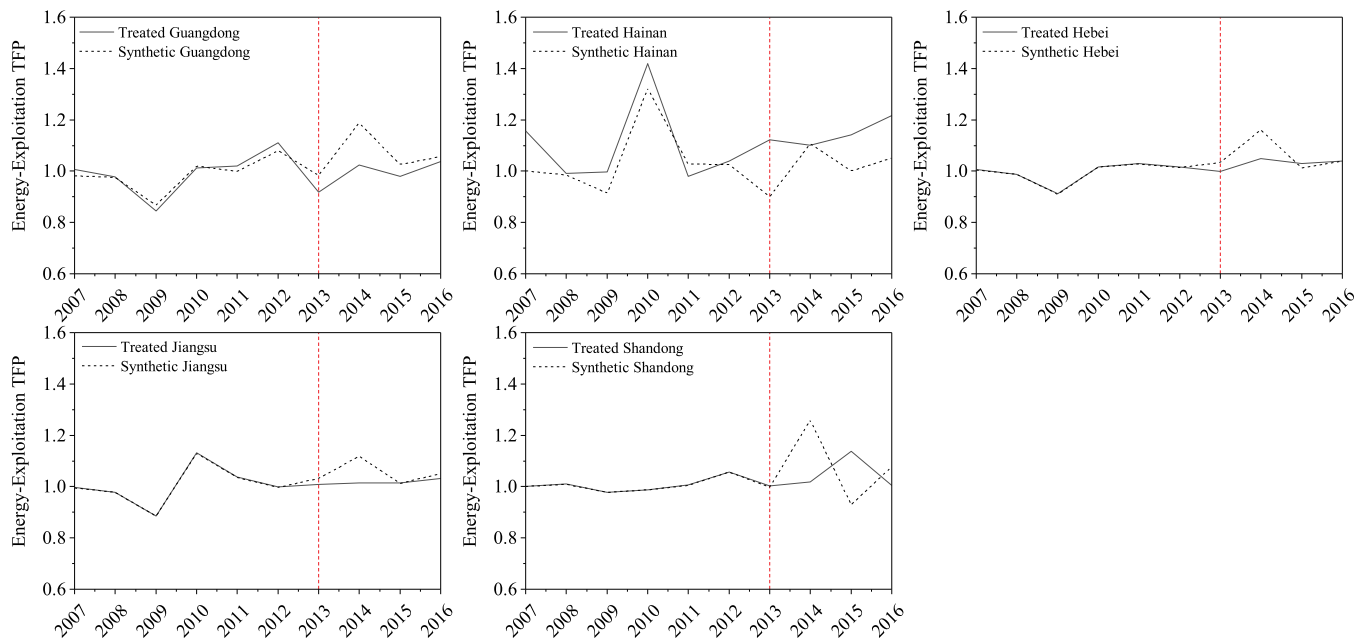 Energy-Exploitation TFP
1.6
1.4
1.2
1.0
0.8
0.6
Treated Guangdong
Synthetic Guangdong
2007 2008 2009 2010 2011 2012 2013 2014 2015 2016
Energy-Exploitation TFP
1.6
1.4
1.2
1.0
0.8
0.6
Treated Hainan
Synthetic Hainan
2007 2008 2009 2010 2011 2012 2013 2014 2015 2016
Energy-Exploitation TFP
1.6
1.4
1.2
1.0
0.8
0.6
Treated Hebei
Synthetic Hebei
2007 2008 2009 2010 2011 2012 2013 2014 2015 2016
Energy-Exploitation TFP
1.6
1.4
1.2
1.0
0.8
0.6
Treated Jiangsu
Synthetic Jiangsu
2007 2008 2009 2010 2011 2012 2013 2014 2015 2016
Energy-Exploitation TFP
1.6
1.4
1.2
1.0
0.8
0.6
Treated Shandong
Synthetic Shandong
2007 2008 2009 2010 2011 2012 2013 2014 2015 2016